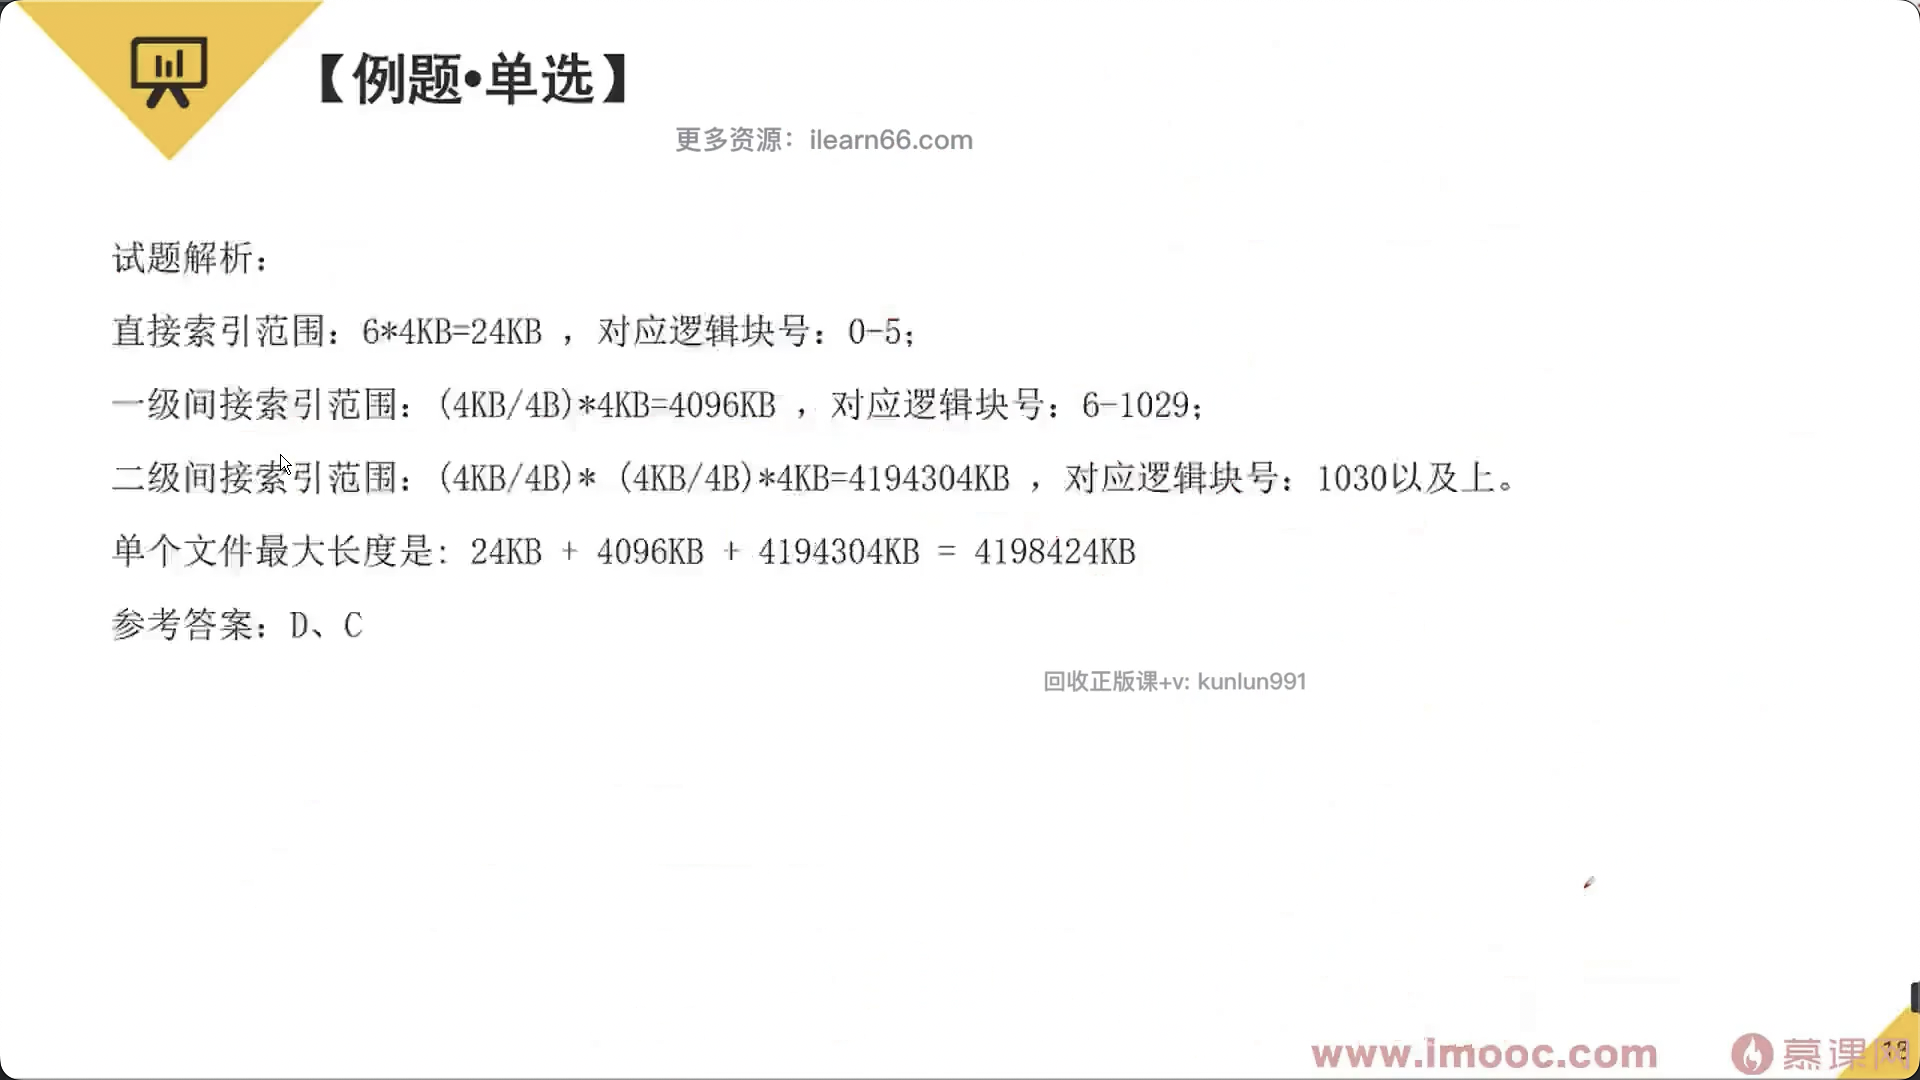 【例题•单选】
更多资源：ilearn66.com
试题解析：
直接索引范围：6*4KB=24KB ，对应逻辑块号：0-5；
一级间接索引范围：(4KB/4B)*4KB=4096KB ，对应逻辑块号：6-1029；
二级间接索引范围：(4KB/4B)* (4KB/4B)*4KB=4194304KB ，对应逻辑块号：1030以及上。
单个文件最大长度是: 24KB + 4096KB + 4194304KB = 4198424KB
参考答案：D、C
回收正版课+v: kunlun991
www.imooc.com 慕课网